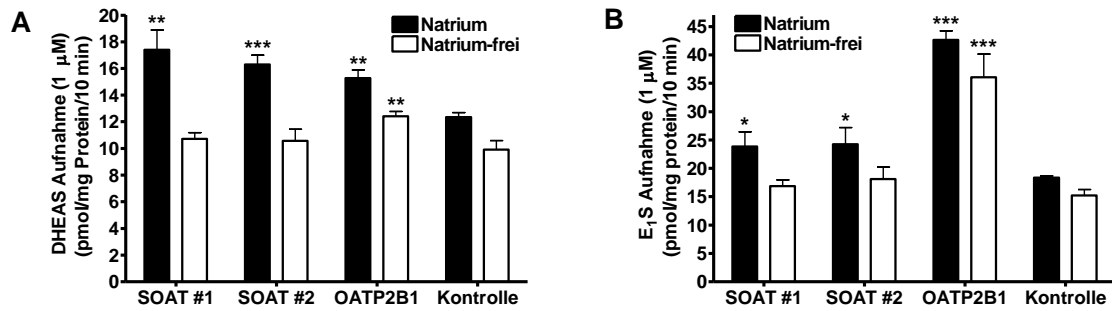 A
DHEAS Aufnahme (1 µM)
(pmol/mg Protein/10 min)
20
18
16
14
12
10
8
6
4
2
0
**
***
**
**
Natrium
Natrium-frei
SOAT #1 SOAT #2 OATP2B1 Kontrolle
B
E1S Aufnahme (1 µM)
(pmol/mg protein/10 min)
45
40
35
30
25
20
15
10
5
0
*
*
***
***
Natrium
Natrium-frei
SOAT #1 SOAT #2 OATP2B1 Kontrolle